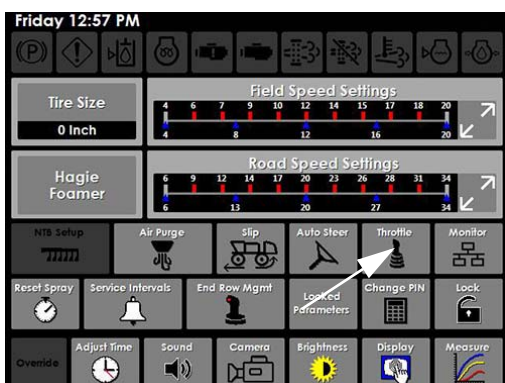 Friday 12:57 PM
Tire Size
0 Inch
Field Speed Settings
4 6 7 9 10 12 14 15 17 18 20
4 8 12 16 20
Hagie
Foamer
Road Speed Settings
6 9 12 14 17 20 23 26 28 31 34
6 13 20 27 34
NTB Setup
Air Purge
Slip
Auto Steer
Throttle
Monitor
Reset Spray
Service Intervals
End Row Mgmt
Locked
Parameters
Change PIN
Lock
Override
Adjust Time
Sound
Camera
Brightness
Display
Measure